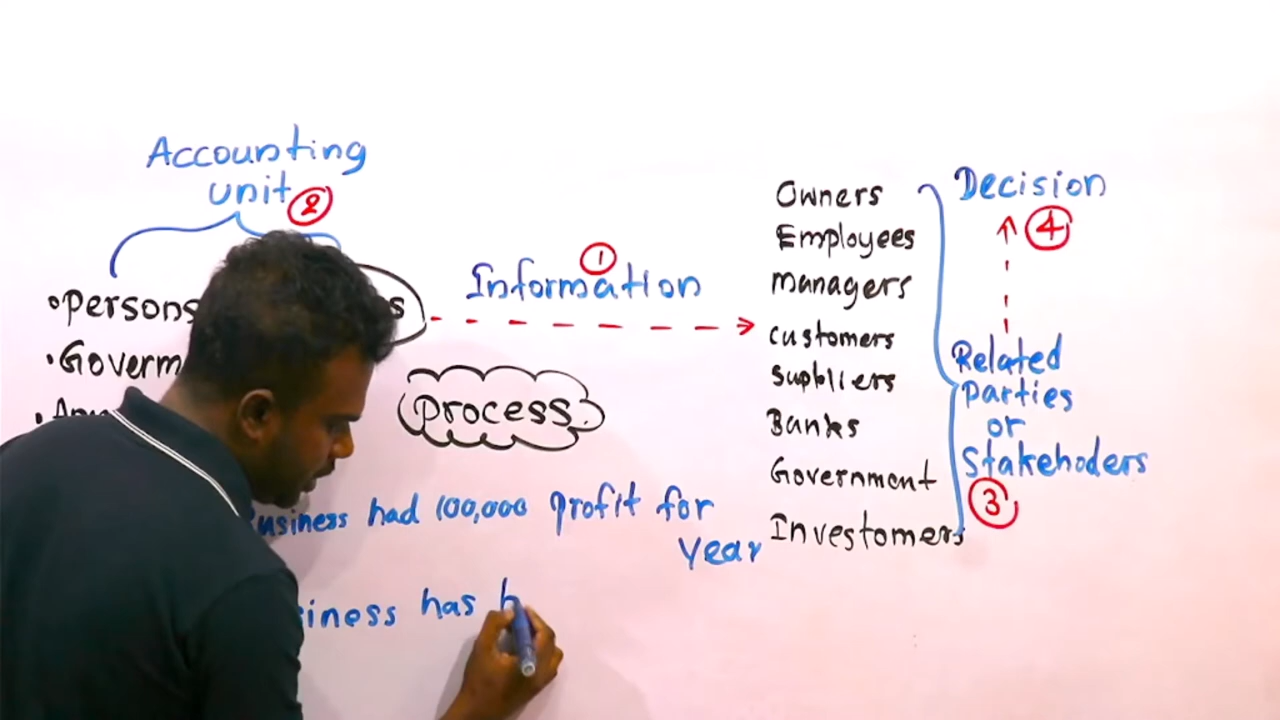 Accounting
unit ②
•Persons
•Goverm
Information ①
process
Owners
Employees
managers
customers
Suppliers
Banks
Government
Investomers
Decision
④
Related
Parties
or
Stakehoders
③
usiness had 100,000 profit for
year
siness has